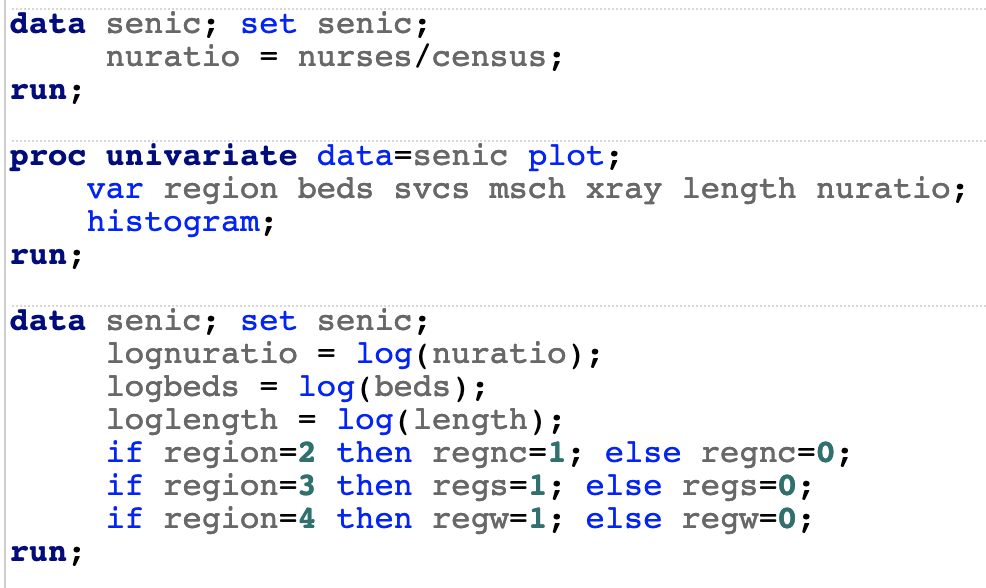 data senic; set senic;
     nuratio = nurses/census;
run;
proc univariate data=senic plot;
    var region beds svcs msch xray length nuratio;
    histogram;
run;
data senic; set senic;
     lognuratio = log(nuratio);
     logbeds = log(beds);
     loglength = log(length);
     if region=2 then regnc=1; else regnc=0;
     if region=3 then regs=1; else regs=0;
     if region=4 then regw=1; else regw=0;
run;